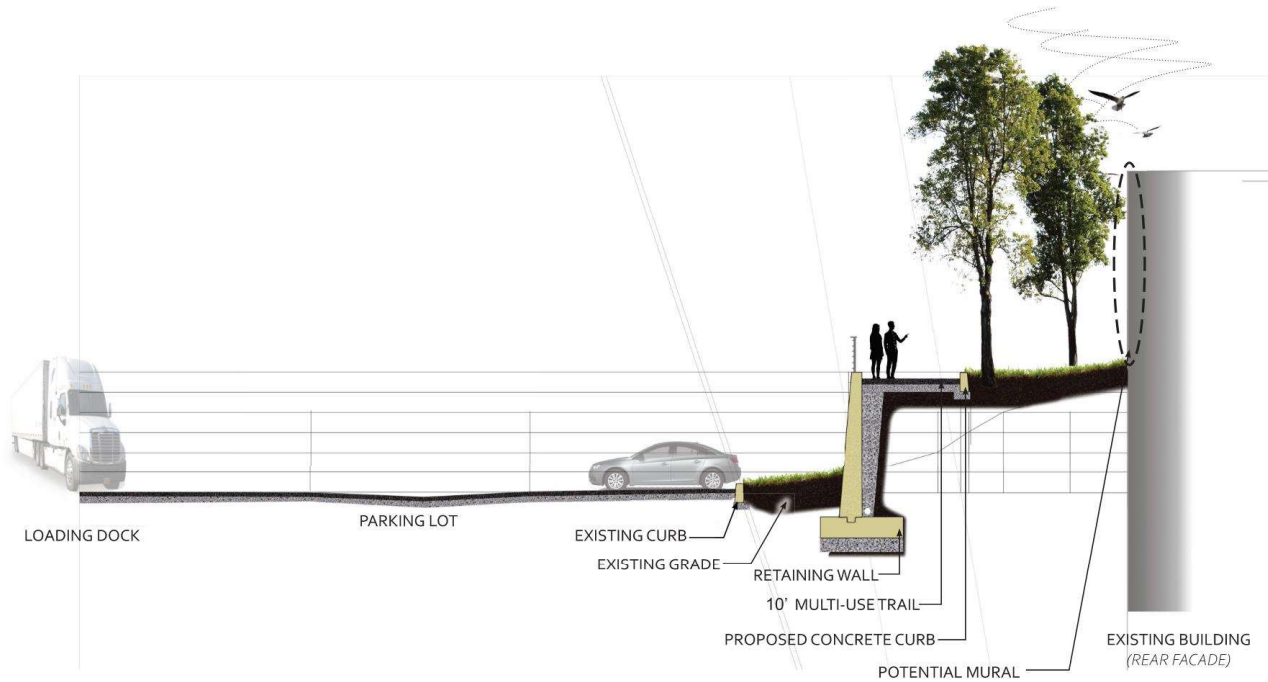 LOADING DOCK
PARKING LOT
EXISTING CURB
EXISTING GRADE
RETAINING WALL
10' MULTI-USE TRAIL
PROPOSED CONCRETE CURB
POTENTIAL MURAL
EXISTING BUILDING
(REAR FACADE)